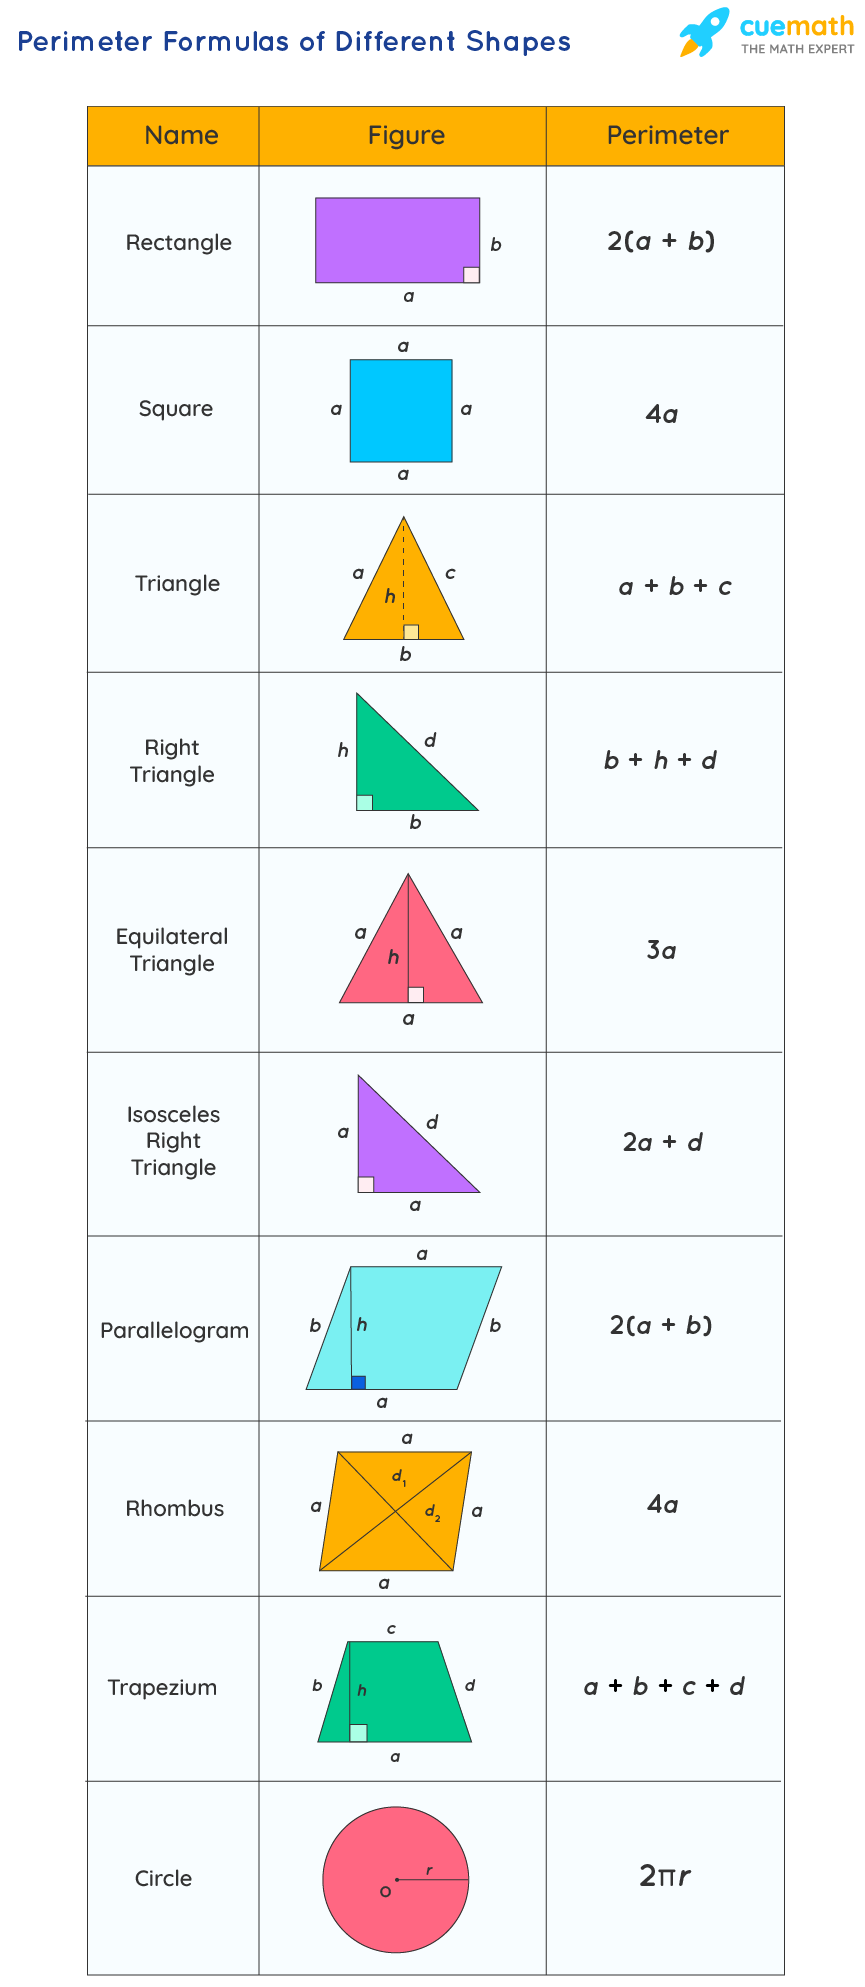 Perimeter Formulas of Different Shapes
cuemath
THE MATH EXPERT
Name Figure Perimeter
Rectangle
b
a
2(a + b)
Square
a
a a
a
4a
Triangle
a c
h
b
a + b + c
Right
Triangle
h d
b
b + h + d
Equilateral
Triangle
a a
h
a
3a
Isosceles
Right
Triangle
a d
a
2a + d
Parallelogram
a
b h b
a
2(a + b)
Rhombus
a
d₁
a d₂ a
a
4a
Trapezium
c
b h d
a
a + b + c + d
Circle
r
O
2πr